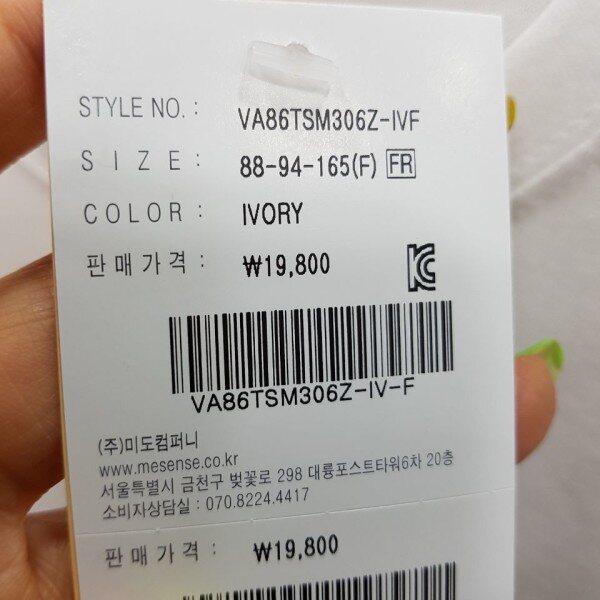 STYLE NO. : VA86TSM306Z-IVF
SIZE : 88-94-165(F) FR
COLOR : IVORY
판매가격 : ₩19,800
KC
VA86TSM306Z-IV-F
(주)미도컴퍼니
www.mesense.co.kr
서울특별시 금천구 벚꽃로 298 대륭포스트타워6차 20층
소비자상담실 : 070.8224.4417
판매가격 : ₩19,800